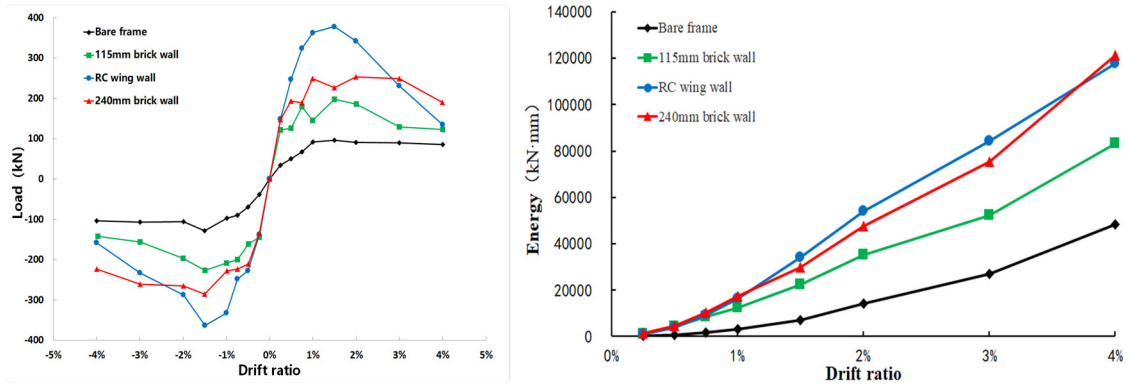 400
300
200
100
0
-100
-200
-300
-400
Load (kN)
Bare frame
115mm brick wall
RC wing wall
240mm brick wall
-5% -4% -3% -2% -1% 0% 1% 2% 3% 4% 5%
Drift ratio
140000
120000
100000
80000
60000
40000
20000
0
Energy（kN·mm）
Bare frame
115mm brick wall
RC wing wall
240mm brick wall
0% 1% 2% 3% 4%
Drift ratio